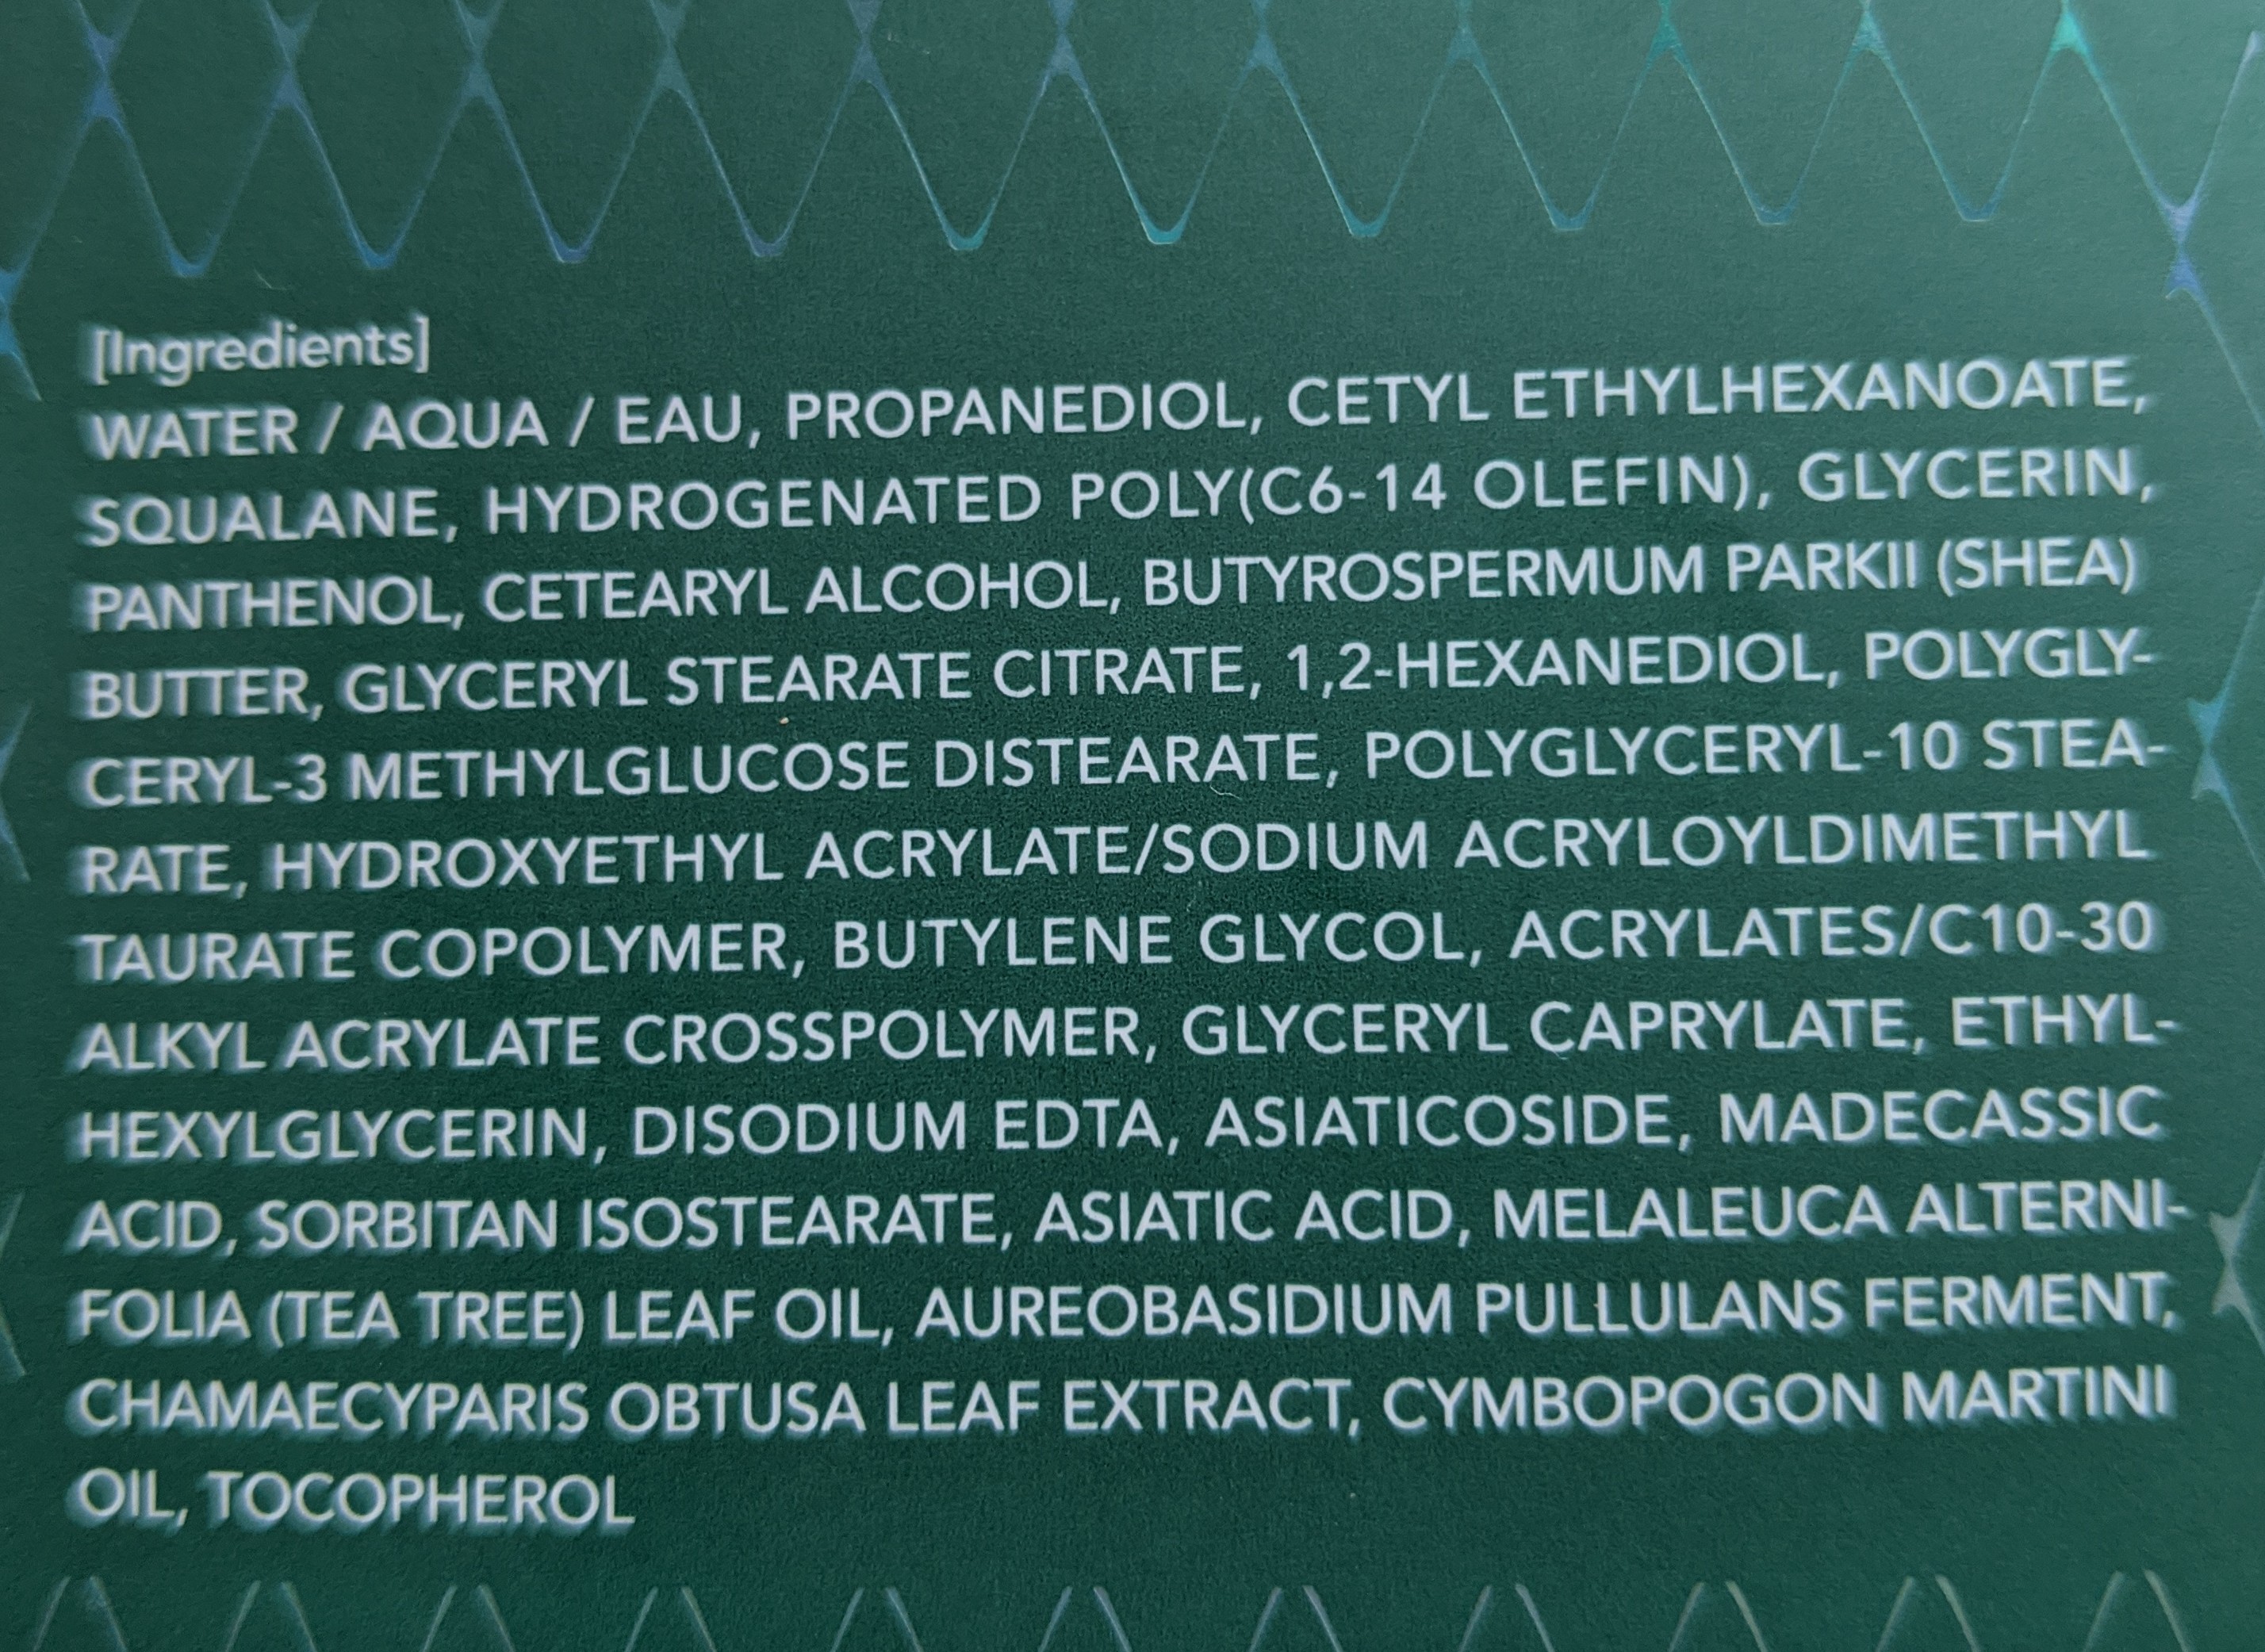 [Ingredients]
WATER / AQUA / EAU, PROPANEDIOL, CETYL ETHYLHEXANOATE,
SQUALANE, HYDROGENATED POLY(C6-14 OLEFIN), GLYCERIN,
PANTHENOL, CETEARYL ALCOHOL, BUTYROSPERMUM PARKII (SHEA)
BUTTER, GLYCERYL STEARATE CITRATE, 1,2-HEXANEDIOL, POLYGLY-
CERYL-3 METHYLGLUCOSE DISTEARATE, POLYGLYCERYL-10 STEA-
RATE, HYDROXYETHYL ACRYLATE/SODIUM ACRYLOYLDIMETHYL
TAURATE COPOLYMER, BUTYLENE GLYCOL, ACRYLATES/C10-30
ALKYL ACRYLATE CROSSPOLYMER, GLYCERYL CAPRYLATE, ETHYL-
HEXYLGLYCERIN, DISODIUM EDTA, ASIATICOSIDE, MADECASSIC
ACID, SORBITAN ISOSTEARATE, ASIATIC ACID, MELALEUCA ALTERNI-
FOLIA (TEA TREE) LEAF OIL, AUREOBASIDIUM PULLULANS FERMENT,
CHAMAECYPARIS OBTUSA LEAF EXTRACT, CYMBOPOGON MARTINI
OIL, TOCOPHEROL